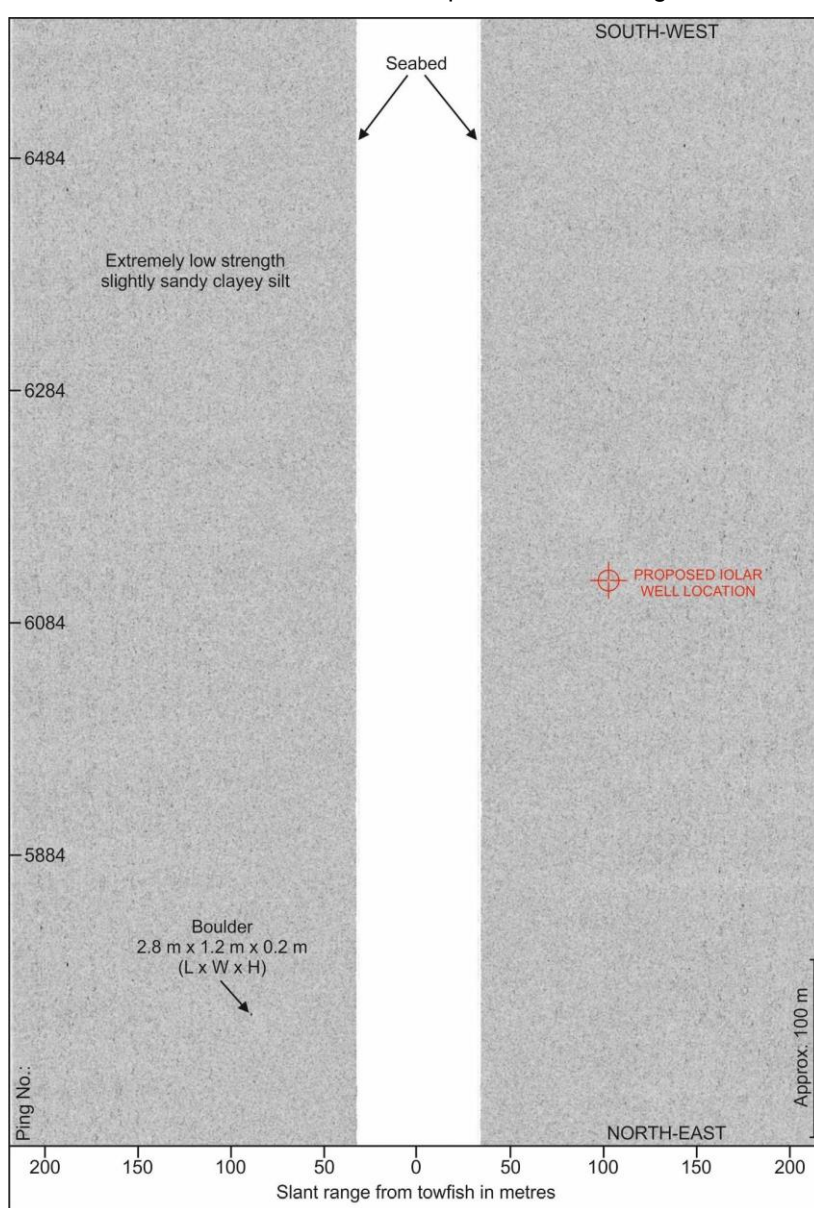 SOUTH-WEST
Seabed
6484
Extremely low strength
slightly sandy clayey silt
6284
PROPOSED IOLAR
WELL LOCATION
6084
5884
Boulder
2.8 m x 1.2 m x 0.2 m
(L x W x H)
Approx. 100 m
Ping No.:
NORTH-EAST
200 150 100 50 0 50 100 150 200
Slant range from towfish in metres